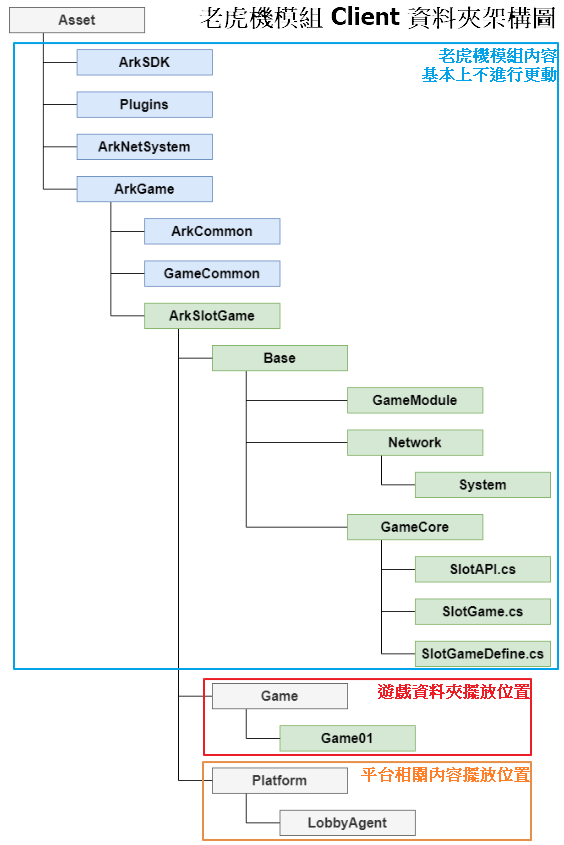 老虎機模組 Client 資料夾架構圖
Asset
老虎機模組內容
基本上不進行更動
ArkSDK
Plugins
ArkNetSystem
ArkGame
ArkCommon
GameCommon
ArkSlotGame
Base
GameModule
Network
System
GameCore
SlotAPI.cs
SlotGame.cs
SlotGameDefine.cs
Game
遊戲資料夾擺放位置
Game01
Platform
平台相關內容擺放位置
LobbyAgent